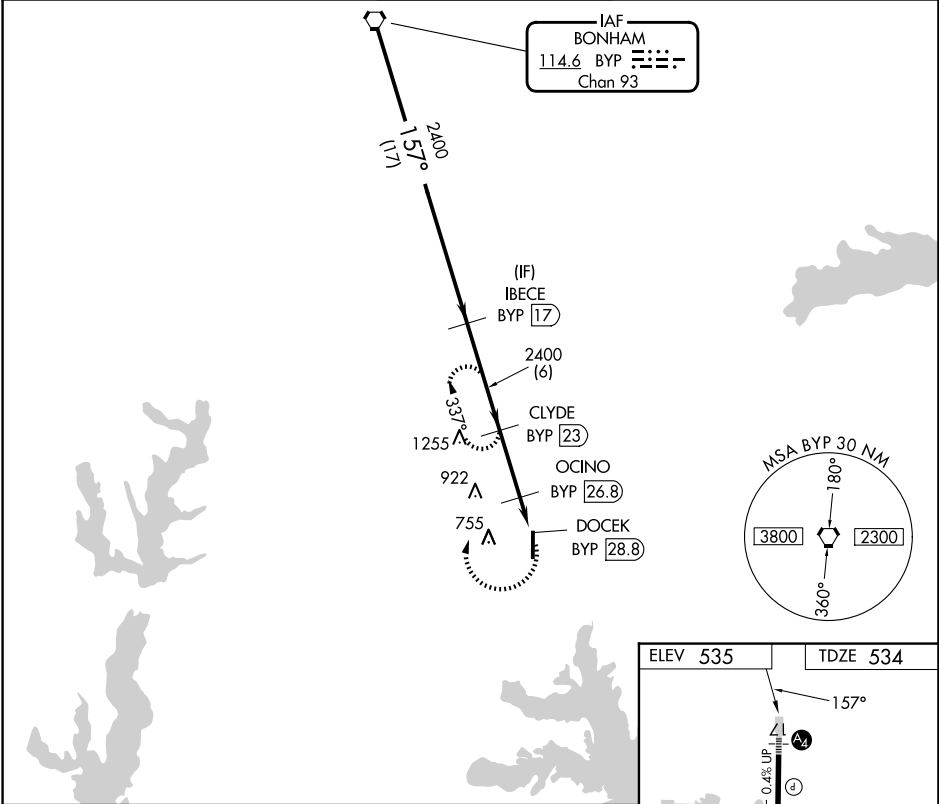 IAF
BONHAM
114.6 BYP
Chan 93
2400
157°
(17)
(IF)
IBECE
BYP 17
2400
(6)
337°
CLYDE
BYP 23
1255
922
OCINO
BYP 26.8
755
DOCEK
BYP 28.8
MSA BYP 30 NM
180°
3800
2300
360°
ELEV 535
TDZE 534
157°
17
A4
0.4% UP
P